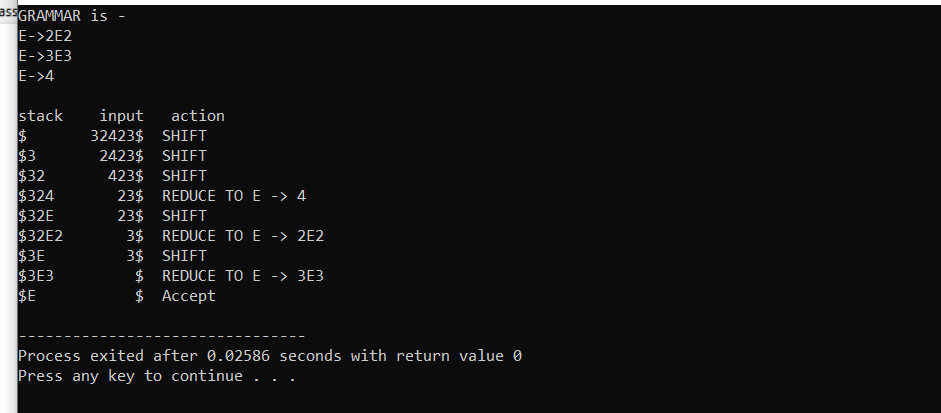 ass
GRAMMAR is -
E->2E2
E->3E3
E->4
stack    input   action
$       32423$  SHIFT
$3       2423$  SHIFT
$32       423$  SHIFT
$324       23$  REDUCE TO E -> 4
$32E       23$  SHIFT
$32E2       3$  REDUCE TO E -> 2E2
$3E         3$  SHIFT
$3E3         $  REDUCE TO E -> 3E3
$E           $  Accept
--------------------------------
Process exited after 0.02586 seconds with return value 0
Press any key to continue . . .